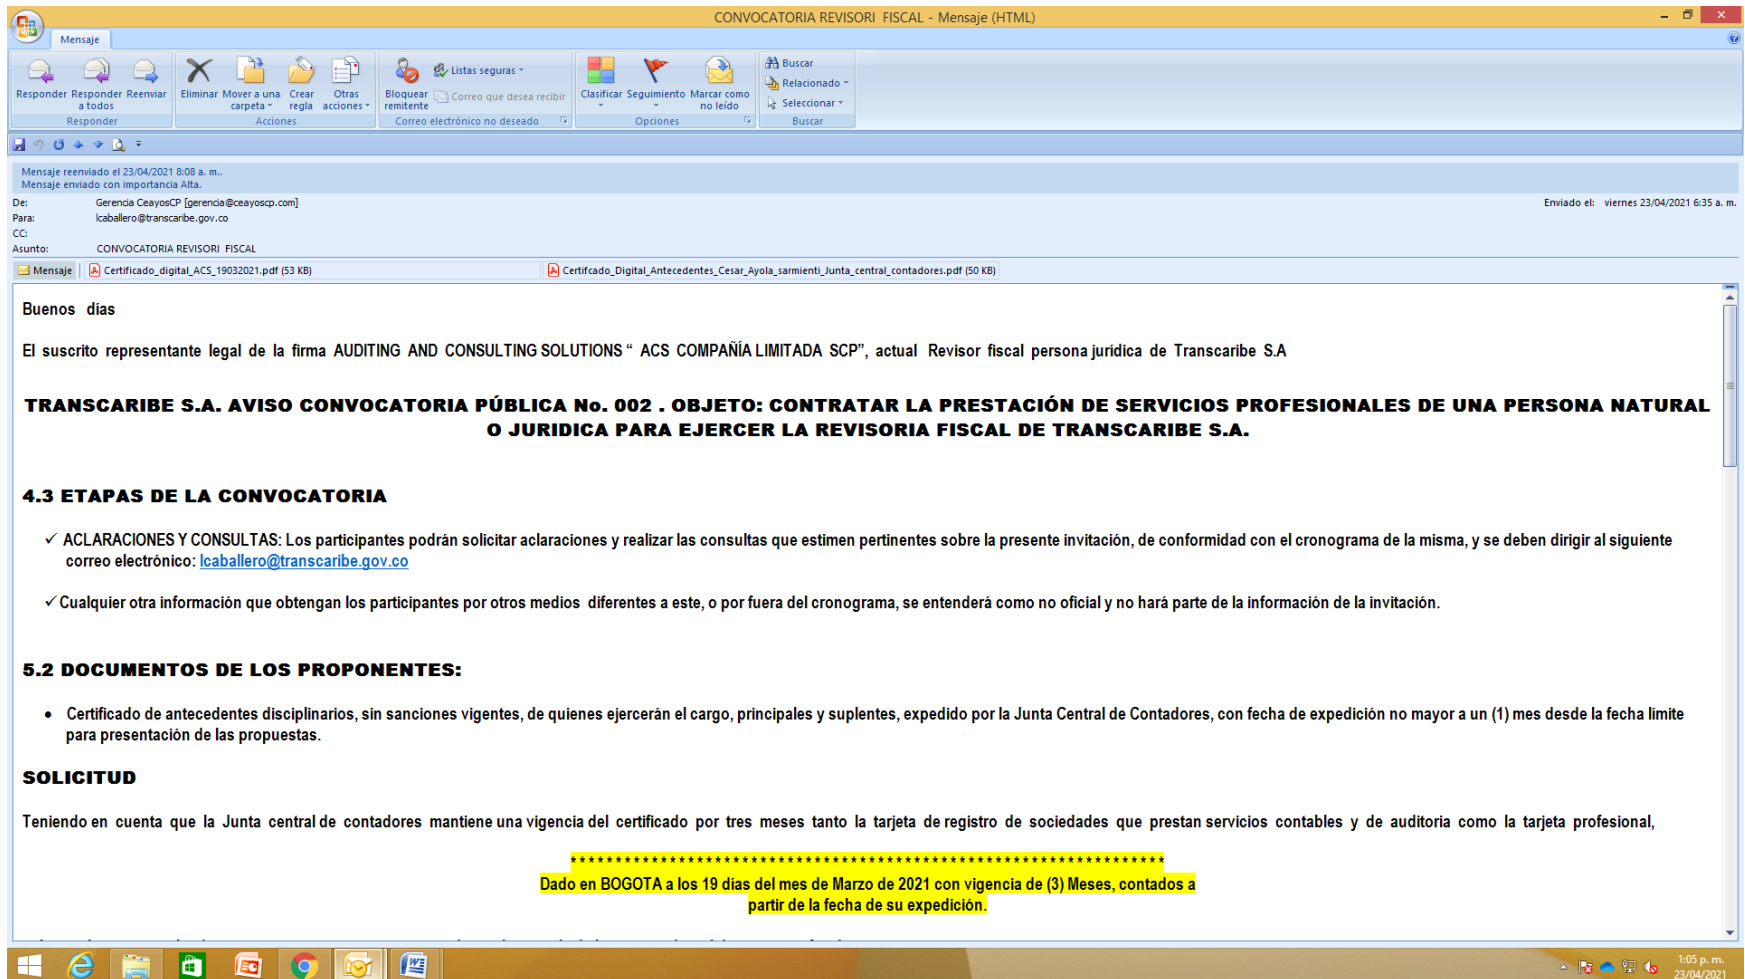 CONVOCATORIA REVISORI FISCAL - Mensaje (HTML)
Mensaje
Responder
Responder a todos
Reenviar
Responder
Eliminar
Mover a una carpeta
Crear regla
Otras acciones
Acciones
Bloquear remitente
Listas seguras
Correo que desea recibir
Correo electrónico no deseado
Clasificar
Seguimiento
Marcar como no leído
Opciones
Buscar
Relacionado
Seleccionar
Buscar
Mensaje reenviado el 23/04/2021 8:08 a. m..
Mensaje enviado con importancia Alta.
De: Gerencia CeayosCP [gerencia@ceayoscp.com]
Enviado el: viernes 23/04/2021 6:35 a. m.
Para: lcaballero@transcaribe.gov.co
CC:
Asunto: CONVOCATORIA REVISORI FISCAL
Mensaje
Certificado_digital_ACS_19032021.pdf (53 KB)
Certifcado_Digital_Antecedentes_Cesar_Ayola_sarmienti_Junta_central_contadores.pdf (50 KB)
Buenos días
El suscrito representante legal de la firma AUDITING AND CONSULTING SOLUTIONS “ ACS COMPAÑÍA LIMITADA SCP”, actual Revisor fiscal persona jurídica de Transcaribe S.A
TRANSCARIBE S.A. AVISO CONVOCATORIA PÚBLICA No. 002 . OBJETO: CONTRATAR LA PRESTACIÓN DE SERVICIOS PROFESIONALES DE UNA PERSONA NATURAL
O JURIDICA PARA EJERCER LA REVISORIA FISCAL DE TRANSCARIBE S.A.
4.3 ETAPAS DE LA CONVOCATORIA
✓ ACLARACIONES Y CONSULTAS: Los participantes podrán solicitar aclaraciones y realizar las consultas que estimen pertinentes sobre la presente invitación, de conformidad con el cronograma de la misma, y se deben dirigir al siguiente
correo electrónico: lcaballero@transcaribe.gov.co
✓ Cualquier otra información que obtengan los participantes por otros medios diferentes a este, o por fuera del cronograma, se entenderá como no oficial y no hará parte de la información de la invitación.
5.2 DOCUMENTOS DE LOS PROPONENTES:
• Certificado de antecedentes disciplinarios, sin sanciones vigentes, de quienes ejercerán el cargo, principales y suplentes, expedido por la Junta Central de Contadores, con fecha de expedición no mayor a un (1) mes desde la fecha límite
para presentación de las propuestas.
SOLICITUD
Teniendo en cuenta que la Junta central de contadores mantiene una vigencia del certificado por tres meses tanto la tarjeta de registro de sociedades que prestan servicios contables y de auditoria como la tarjeta profesional,
******************************************************************
Dado en BOGOTA a los 19 días del mes de Marzo de 2021 con vigencia de (3) Meses, contados a
partir de la fecha de su expedición.
1:05 p. m.
23/04/2021